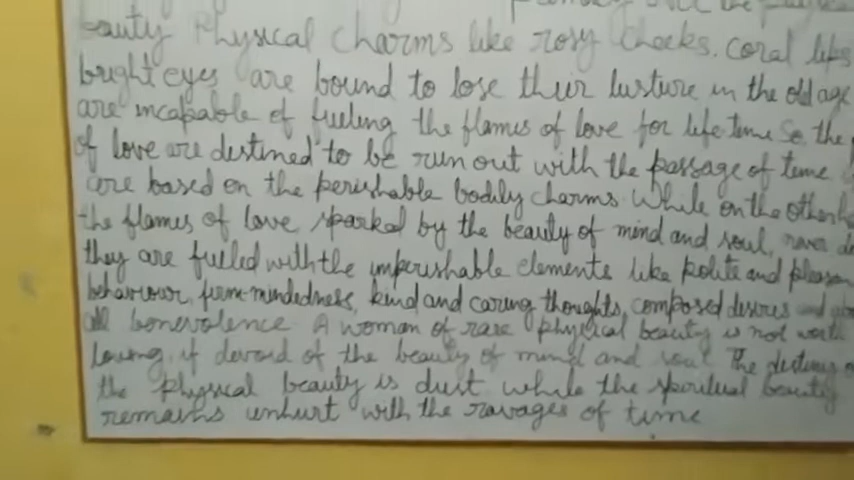 beauty Physical charms like rosy cheeks, coral lips
bright eyes are bound to lose their lusture in the old age
are incapable of fueling the flames of love for life time So, the
of love are destined to be run out with the passage of time
are based on the perishable bodily charms. While on the other
the flames of love, sparked by the beauty of mind and soul, never
they are fuelled with the imperishable elements like polite and
behaviour, firm-mindedness, kind and caring thoughts, composed desires and
all bonevolence. A woman of rare physical beauty is not worth
loving, if devoid of the beauty of mind and soul. The destiny of
the physical beauty is dust while the spiritual beauty
remains unhurt with the ravages of time